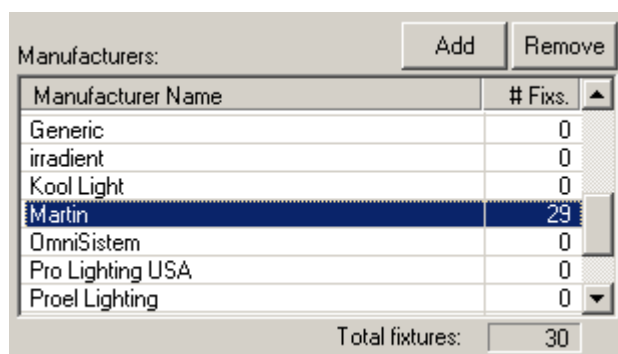 Manufacturers: Add Remove
Manufacturer Name # Fixs.
Generic 0
irradient 0
Kool Light 0
Martin 29
OmniSistem 0
Pro Lighting USA 0
Proel Lighting 0
Total fixtures: 30